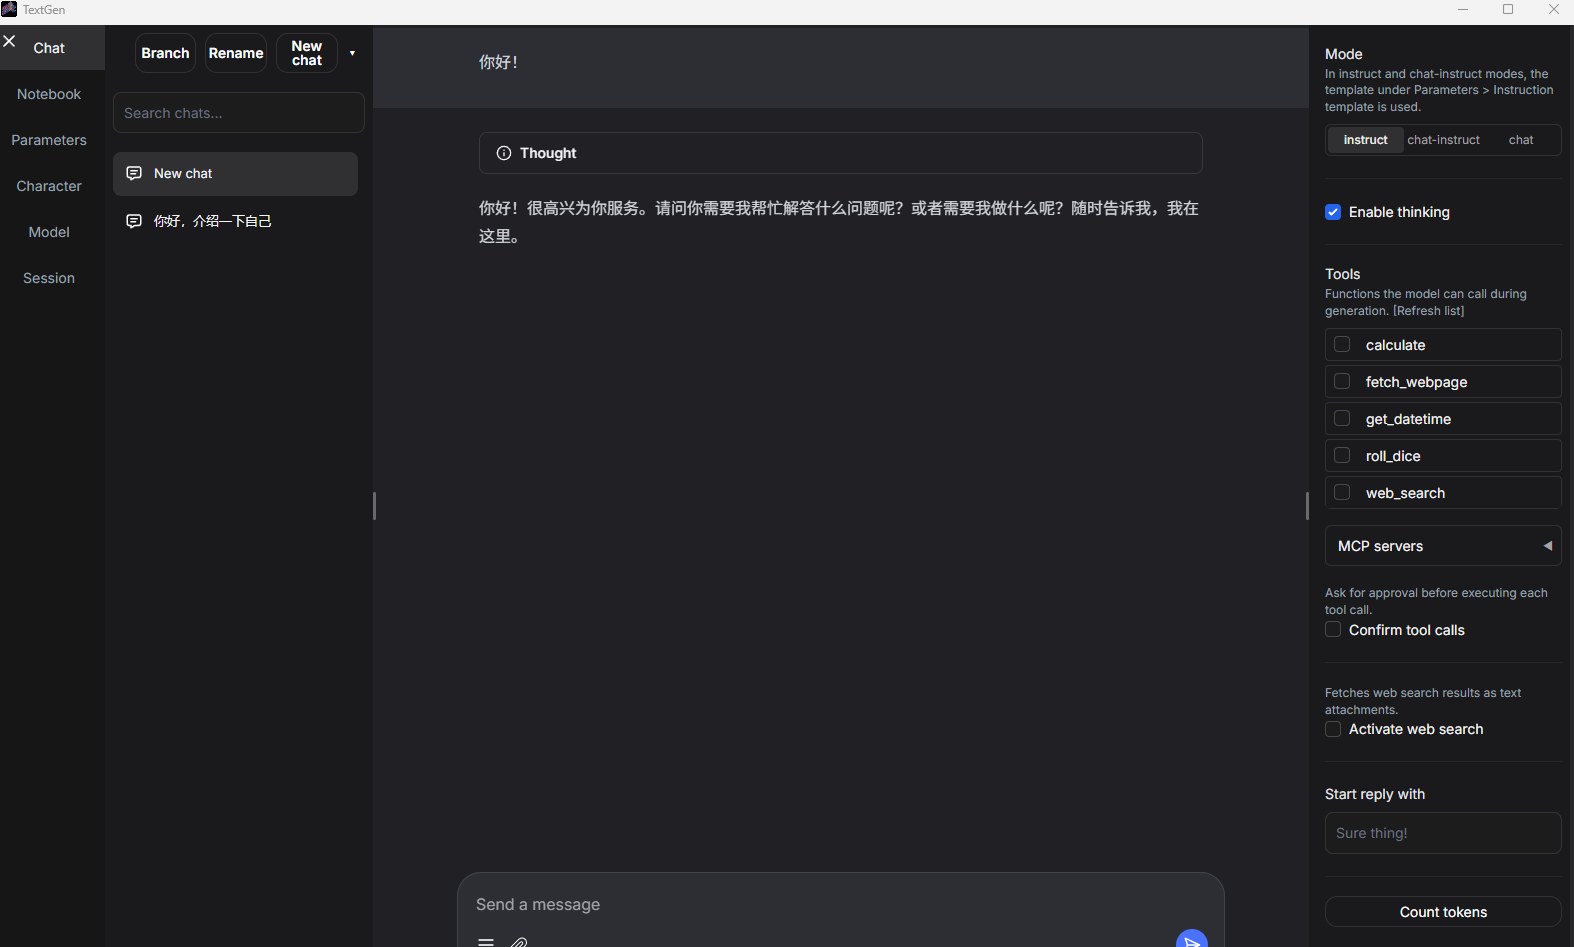 TextGen
Chat
Notebook
Parameters
Character
Model
Session
Branch
Rename
New
chat
Search chats...
New chat
你好，介绍一下自己
你好！
Thought
你好！很高兴为你服务。请问你需要我帮忙解答什么问题呢？或者需要我做什么呢？随时告诉我，我在
这里。
Send a message
Mode
In instruct and chat-instruct modes, the
template under Parameters > Instruction
template is used.
instruct chat-instruct chat
Enable thinking
Tools
Functions the model can call during
generation. [Refresh list]
calculate
fetch_webpage
get_datetime
roll_dice
web_search
MCP servers
Ask for approval before executing each
tool call.
Confirm tool calls
Fetches web search results as text
attachments.
Activate web search
Start reply with
Sure thing!
Count tokens